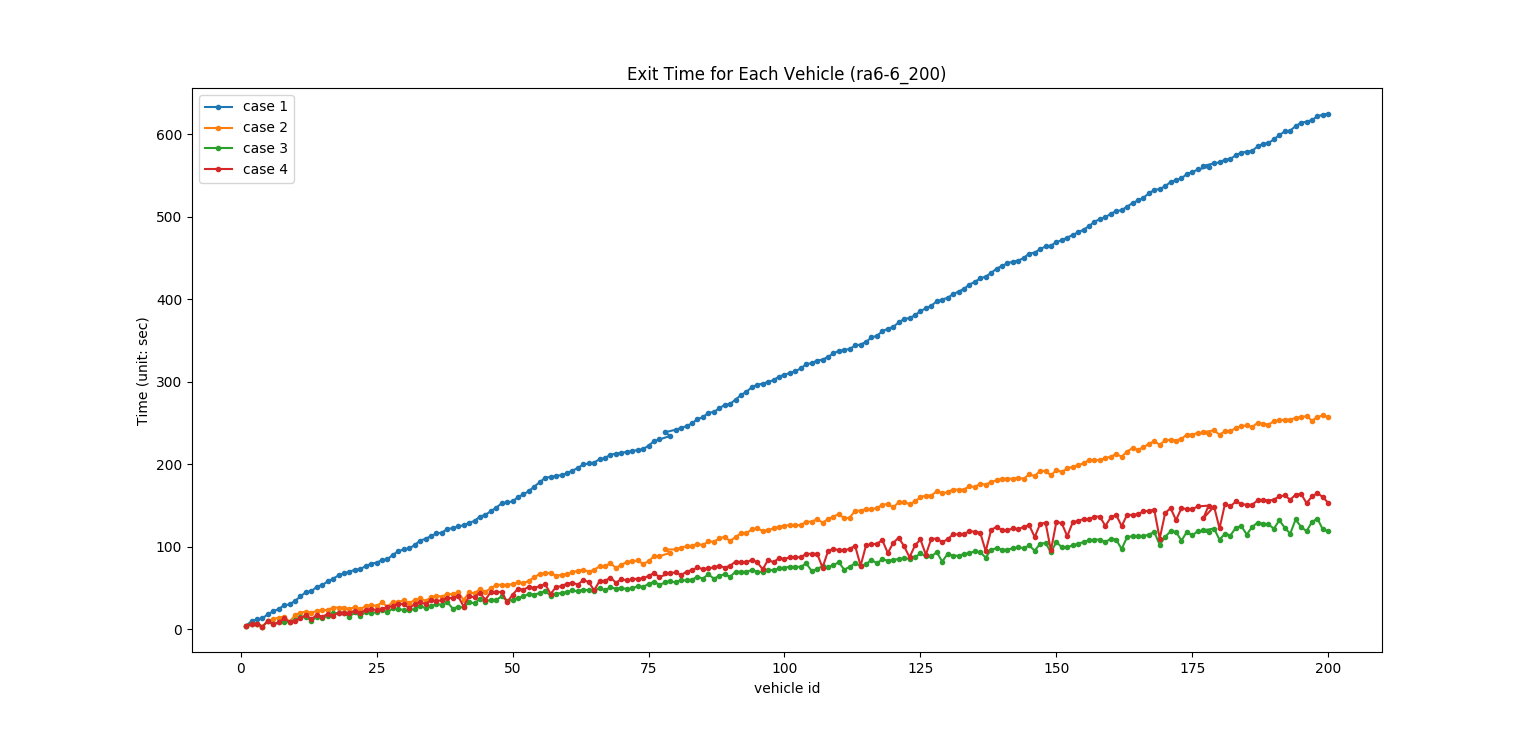 Exit Time for Each Vehicle (ra6-6_200)
case 1
case 2
case 3
case 4
Time (unit: sec)
600
500
400
300
200
100
0
0 25 50 75 100 125 150 175 200
vehicle id